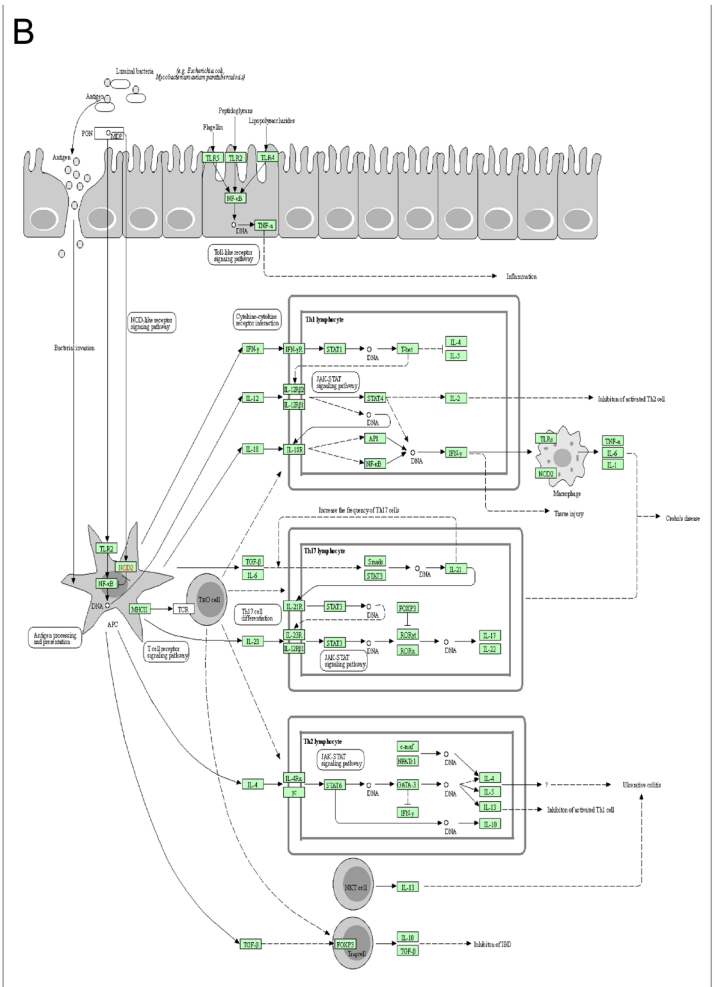 B
Luminal bacteria
(e.g. Escherichia coli,
Mycobacterium avium paratuberculosis)
Antigen
Peptidoglycans
Flagellin
Lipopolysaccharides
PGN
MDP
Antigen
TLR5
TLR2
TLR4
NF-κB
DNA
TNF-α
Toll-like receptor
signaling pathway
Inflammation
NOD-like receptor
signaling pathway
Bacterial invasion
Cytokine-cytokine
receptor interaction
Th1 lymphocyte
IFN-γ
IFN-γR
STAT1
DNA
T-bet
IL-4
IL-5
JAK-STAT
signaling pathway
IL-12
IL-12Rβ2
IL-12Rβ1
STAT4
DNA
IL-2
Inhibition of activated Th2 cell
IL-18
IL-18R
AP1
NF-κB
DNA
IFN-γ
TLRs
NOD2
Macrophage
TNF-α
IL-6
IL-1
Tissue injury
Crohn's disease
Increase the frequency of Th17 cells
Th17 lymphocyte
TLR2
NOD2
NF-κB
DNA
APC
MHCII
TCR
Th0 cell
TGF-β
IL-6
Smads
STAT3
DNA
IL-21
Th17 cell
differentiation
IL-21R
STAT3
DNA
FOXP3
IL-23
IL-23R
IL-12Rβ1
STAT3
DNA
RORγt
RORα
DNA
IL-17
IL-22
JAK-STAT
signaling pathway
Antigen processing
and presentation
T cell receptor
signaling pathway
Th2 lymphocyte
JAK-STAT
signaling pathway
c-maf
NFATc1
DNA
IL-4
IL-4Rα
γc
STAT6
DNA
GATA-3
DNA
IL-4
IL-5
IL-13
?
Ulcerative colitis
Inhibition of activated Th1 cell
IFN-γ
DNA
IL-10
NKT cell
IL-13
TGF-β
FOXP3
Treg cell
IL-10
TGF-β
Inhibition of IBD